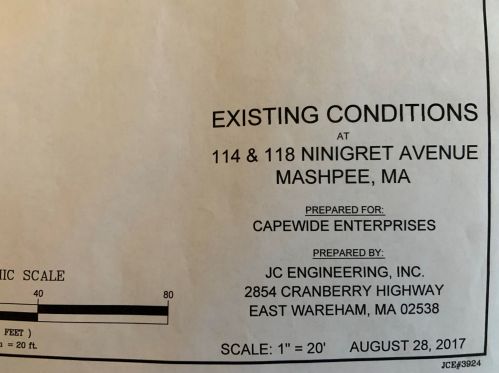 EXISTING CONDITIONS
AT
114 & 118 NINIGRET AVENUE
MASHPEE, MA
PREPARED FOR:
CAPEWIDE ENTERPRISES
PREPARED BY:
JC ENGINEERING, INC.
2854 CRANBERRY HIGHWAY
EAST WAREHAM, MA 02538
SCALE: 1" = 20' AUGUST 28, 2017
JCE#3924
HIC SCALE
40 80
FEET )
= 20 ft.